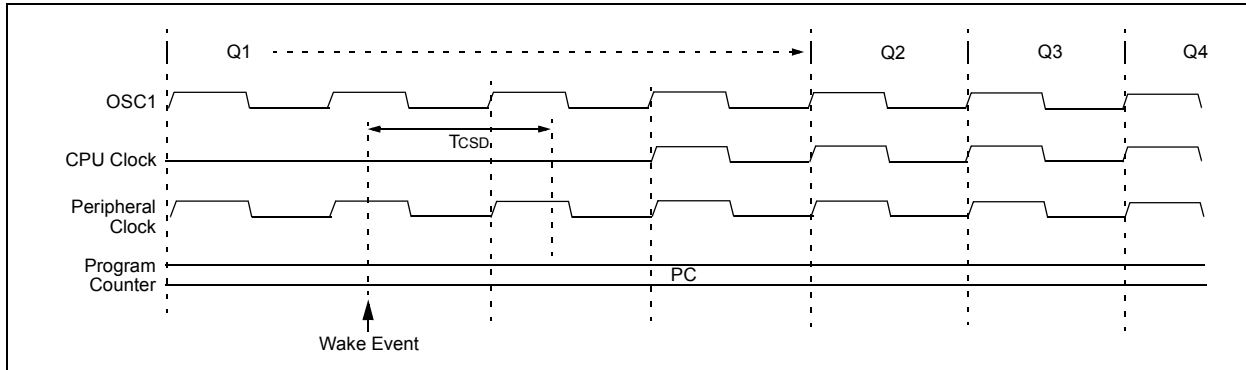 Q1
Q2
Q3
Q4
OSC1
TCSD
CPU Clock
Peripheral
Clock
Program
Counter
PC
Wake Event